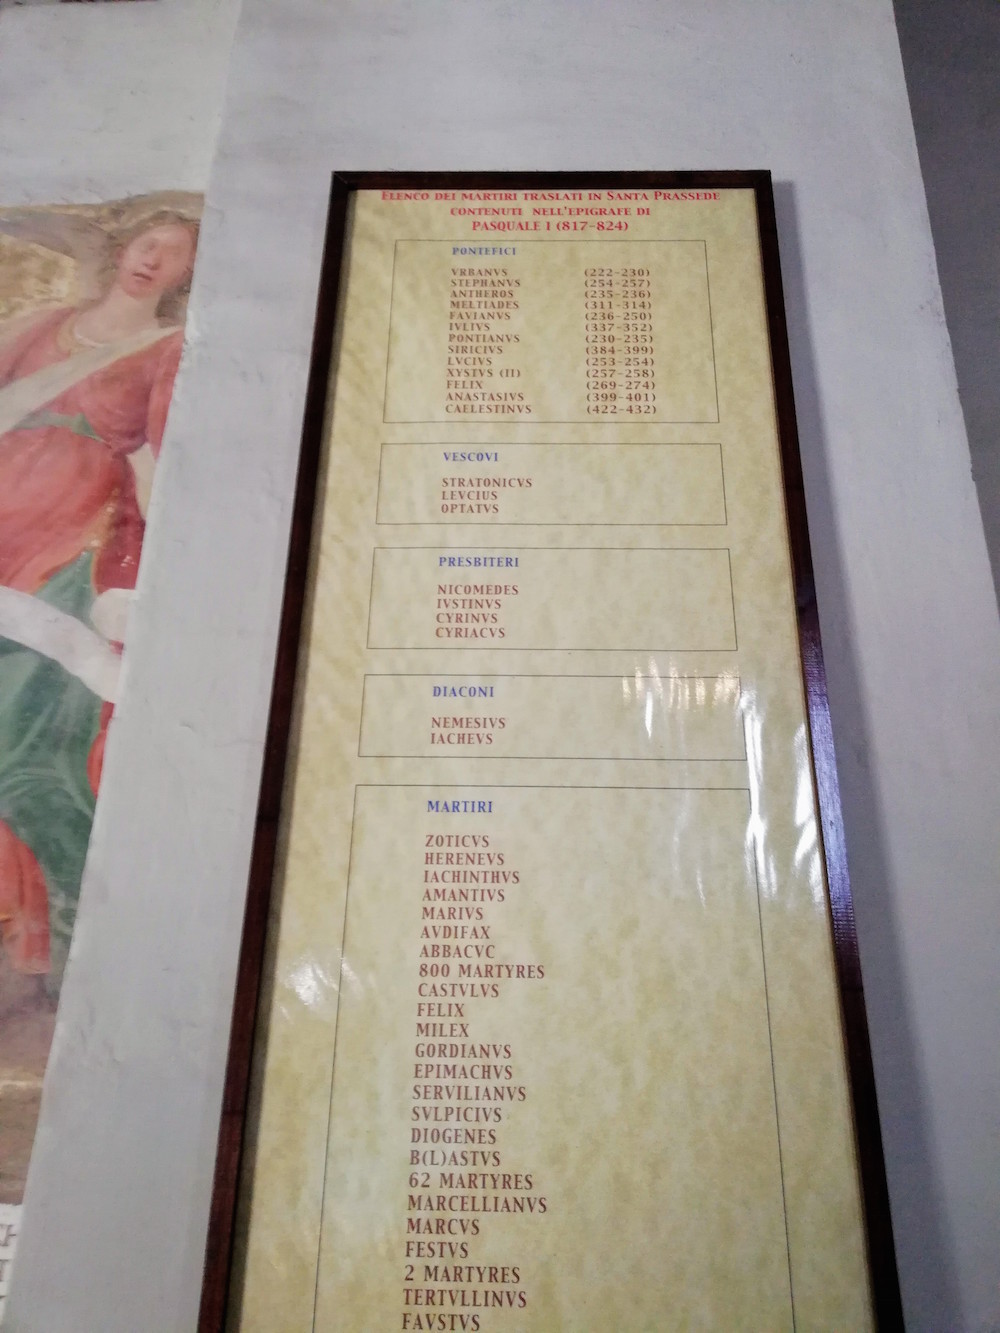 Elenco dei martiri traslati in Santa Prassede
contenuti nell'epigrafe di
Pasquale I (817-824)
PONTEFICI
VRBANVS (222-230)
STEPHANVS (254-257)
ANTHEROS (235-236)
MELTIADES (311-314)
FAVIANVS (236-250)
IVLIVS (337-352)
PONTIANVS (230-235)
SIRICIVS (384-399)
LVCIVS (253-254)
XYSTVS (II) (257-258)
FELIX (269-274)
ANASTASIVS (399-401)
CAELESTINVS (422-432)
VESCOVI
STRATONICVS
LEVCIUS
OPTATVS
PRESBITERI
NICOMEDES
IVSTINVS
CYRINVS
CYRIACVS
DIACONI
NEMESIVS
IACHEVS
MARTIRI
ZOTICVS
HERENEVS
IACHINTHVS
AMANTIVS
MARIVS
AVDIFAX
ABBACVC
800 MARTYRES
CASTVLVS
FELIX
MILEX
GORDIANVS
EPIMACHVS
SERVILIANVS
SVLPICIVS
DIOGENES
B(L)ASTVS
62 MARTYRES
MARCELLIANVS
MARCVS
FESTVS
2 MARTYRES
TERTVLLINVS
FAVSTVS